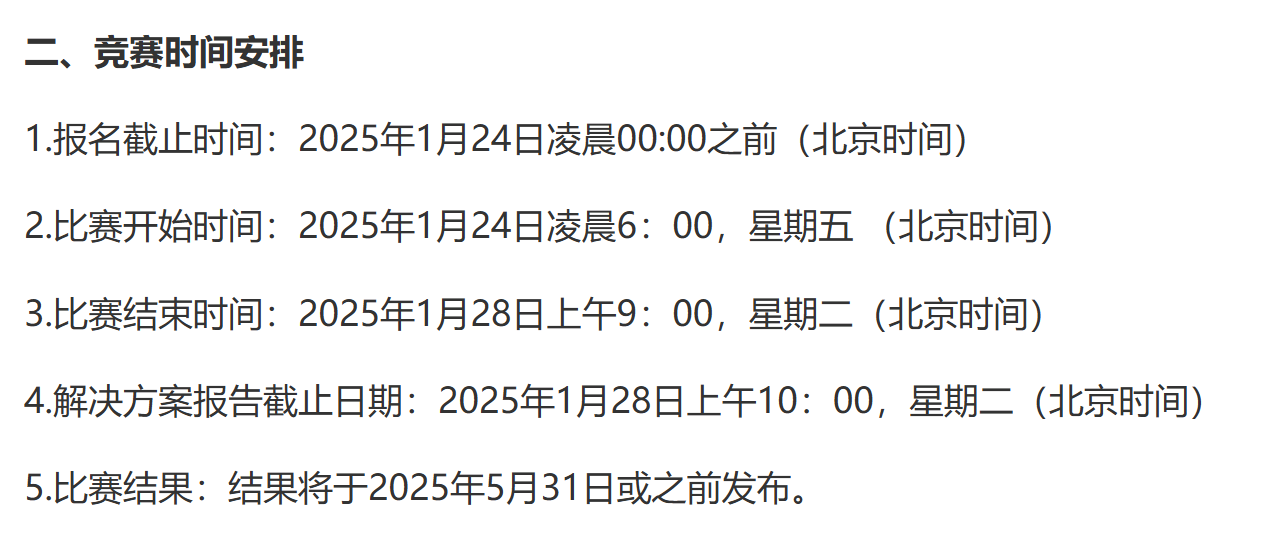 二、竞赛时间安排
1.报名截止时间：2025年1月24日凌晨00:00之前（北京时间）
2.比赛开始时间：2025年1月24日凌晨6：00，星期五 （北京时间）
3.比赛结束时间：2025年1月28日上午9：00，星期二（北京时间）
4.解决方案报告截止日期：2025年1月28日上午10：00，星期二（北京时间）
5.比赛结果：结果将于2025年5月31日或之前发布。